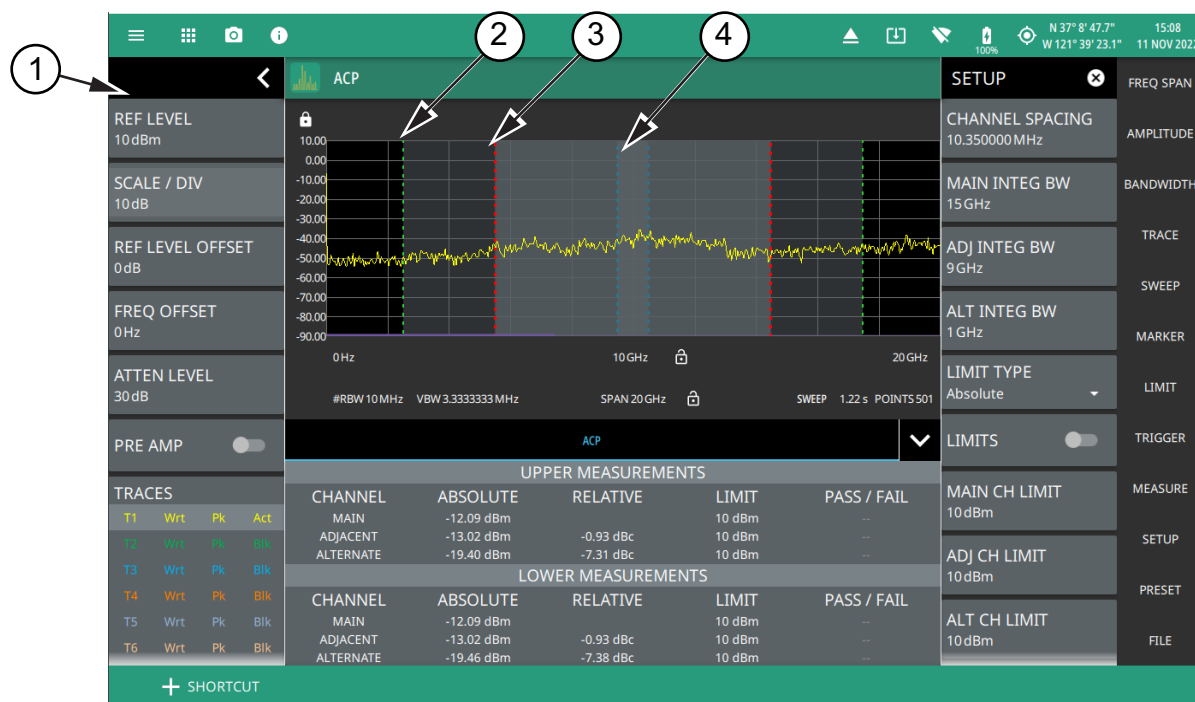 1
2
3
4
100%
N 37° 8' 47.7"
W 121° 39' 23.1"
15:08
11 NOV 202
ACP
REF LEVEL
10 dBm
SCALE / DIV
10 dB
REF LEVEL OFFSET
0 dB
FREQ OFFSET
0 Hz
ATTEN LEVEL
30 dB
PRE AMP
TRACES
T1 Wrt Pk Act
T2 Wrt Pk Blk
T3 Wrt Pk Blk
T4 Wrt Pk Blk
T5 Wrt Pk Blk
T6 Wrt Pk Blk
10.00
0.00
-10.00
-20.00
-30.00
-40.00
-50.00
-60.00
-70.00
-80.00
-90.00
0 Hz 10 GHz 20 GHz
#RBW 10 MHz VBW 3.3333333 MHz SPAN 20 GHz SWEEP 1.22 s POINTS 501
ACP
UPPER MEASUREMENTS
CHANNEL ABSOLUTE RELATIVE LIMIT PASS / FAIL
MAIN -12.09 dBm 10 dBm --
ADJACENT -13.02 dBm -0.93 dBc 10 dBm --
ALTERNATE -19.40 dBm -7.31 dBc 10 dBm --
LOWER MEASUREMENTS
CHANNEL ABSOLUTE RELATIVE LIMIT PASS / FAIL
MAIN -12.09 dBm 10 dBm --
ADJACENT -13.02 dBm -0.93 dBc 10 dBm --
ALTERNATE -19.46 dBm -7.38 dBc 10 dBm --
SETUP
CHANNEL SPACING
10.350000 MHz
MAIN INTEG BW
15 GHz
ADJ INTEG BW
9 GHz
ALT INTEG BW
1 GHz
LIMIT TYPE
Absolute
LIMITS
MAIN CH LIMIT
10 dBm
ADJ CH LIMIT
10 dBm
ALT CH LIMIT
10 dBm
FREQ SPAN
AMPLITUDE
BANDWIDTH
TRACE
SWEEP
MARKER
LIMIT
TRIGGER
MEASURE
SETUP
PRESET
FILE
+ SHORTCUT